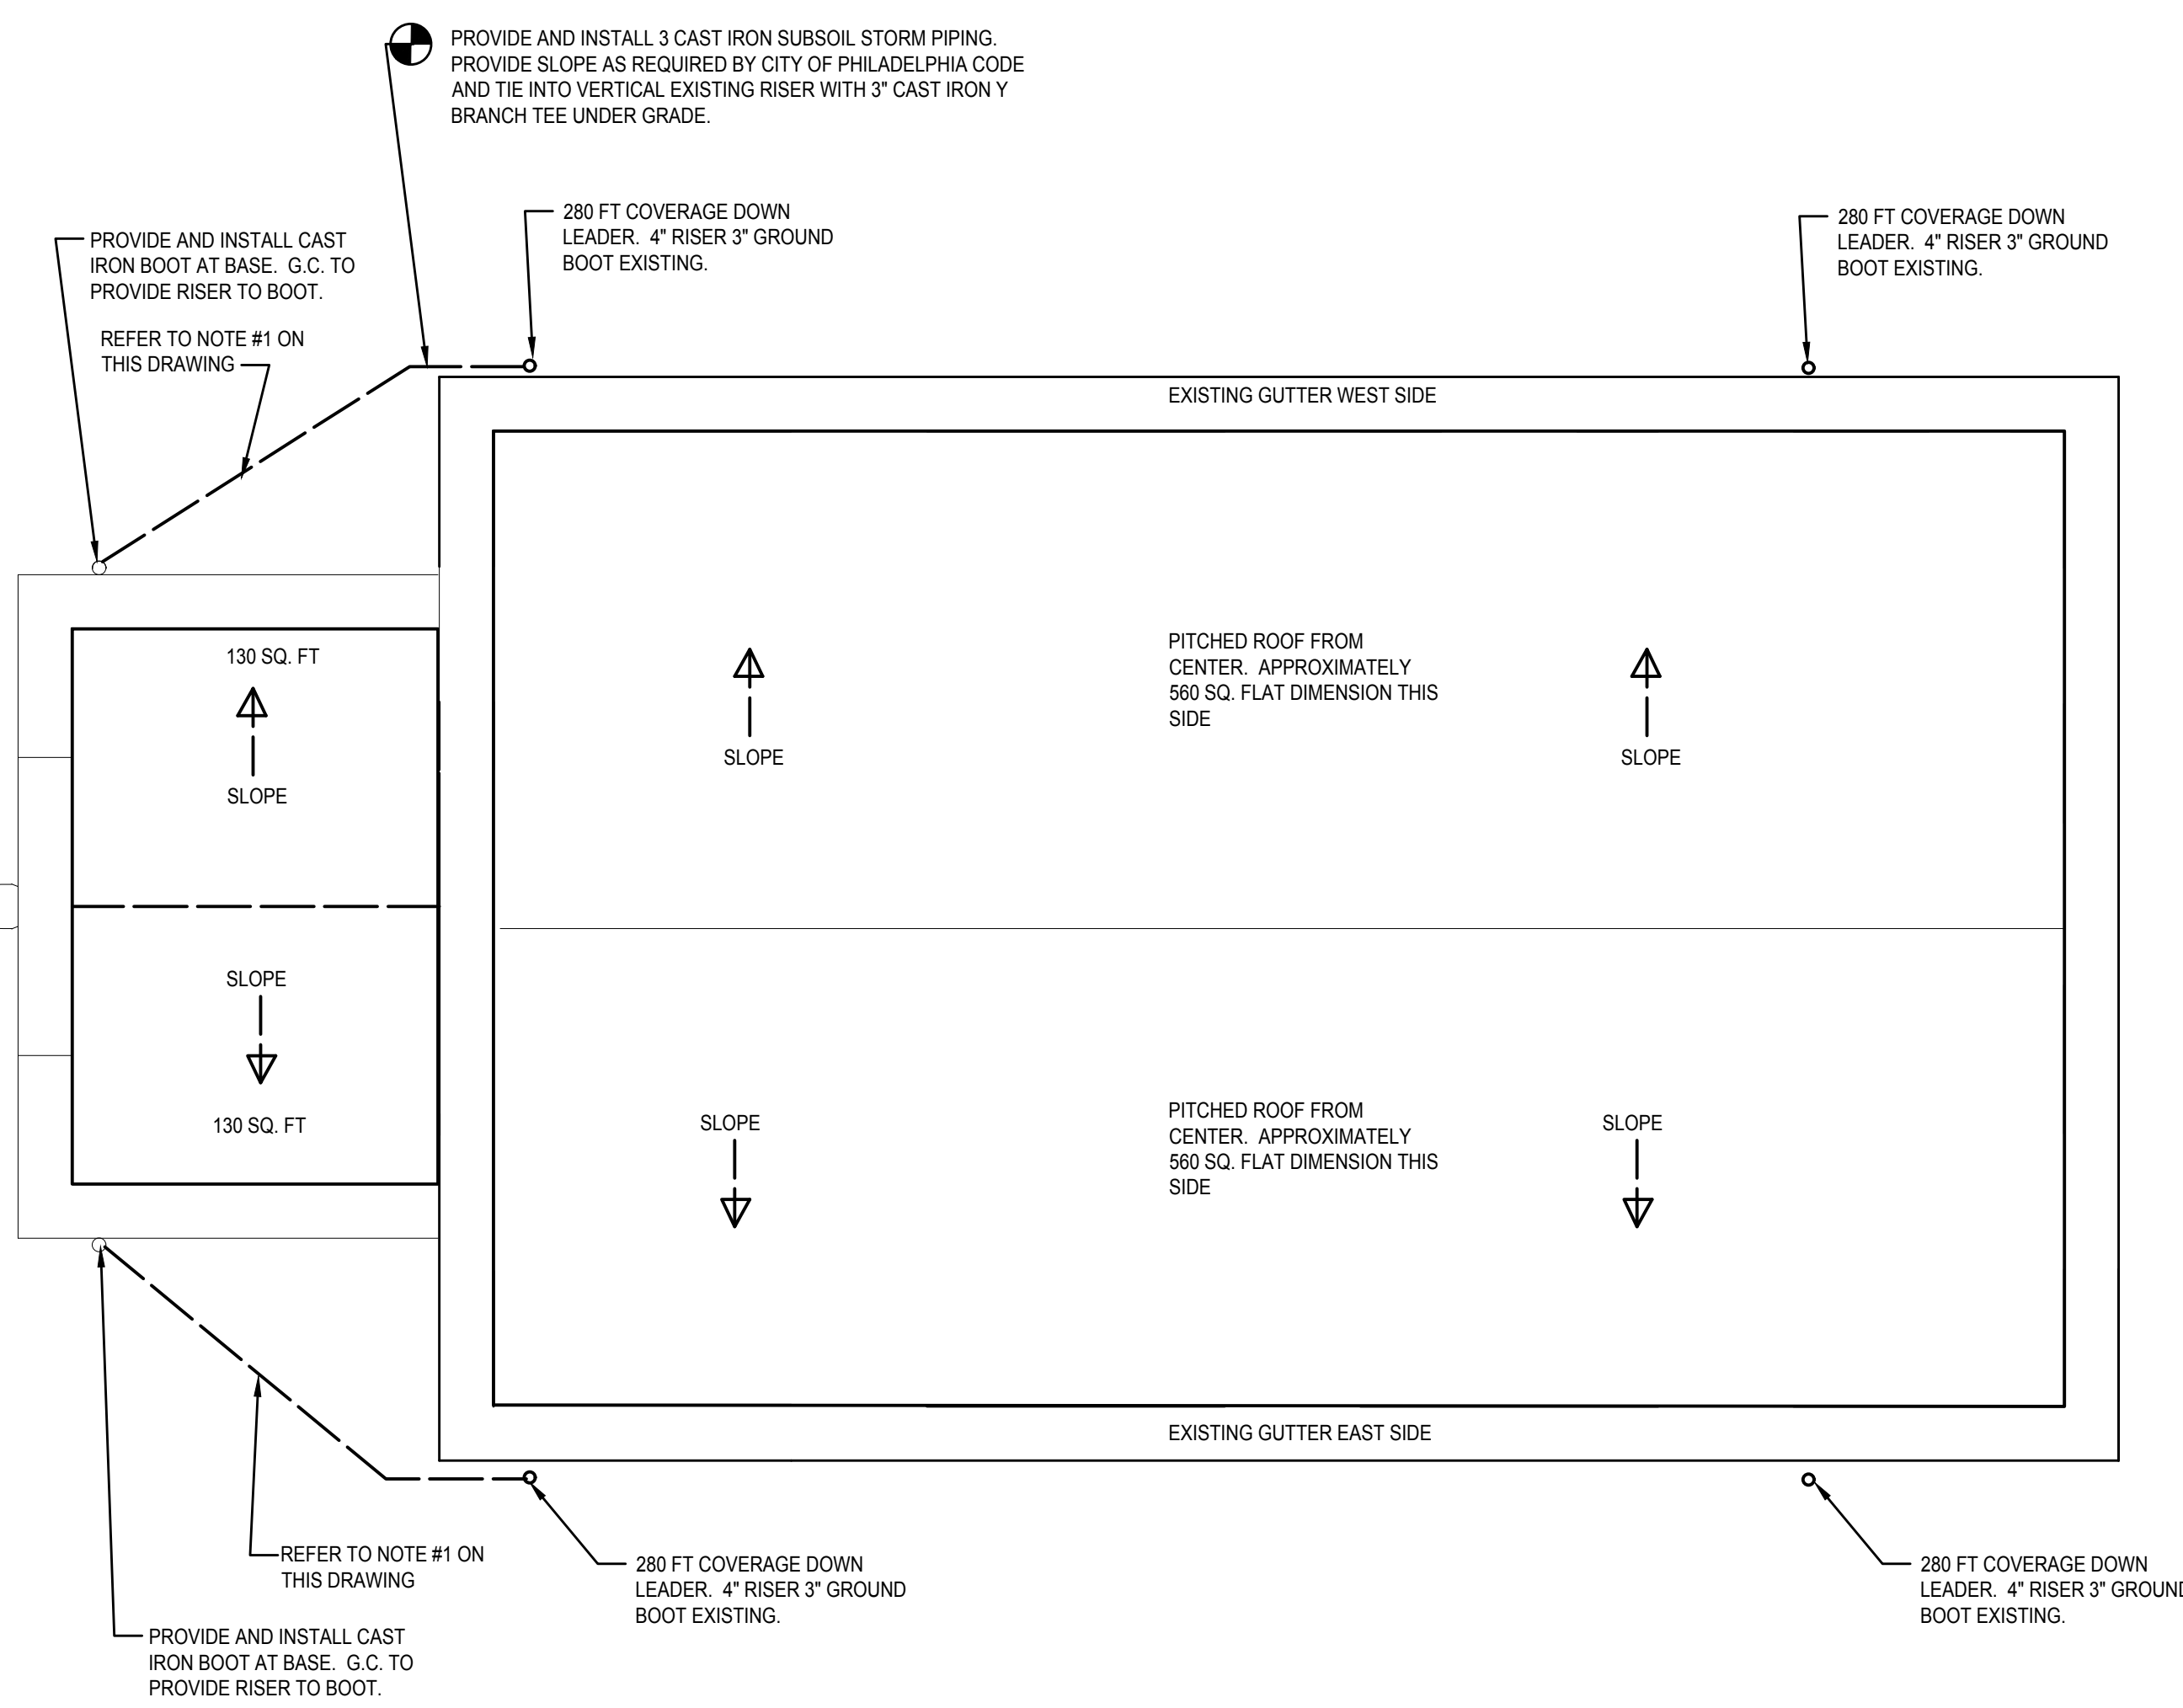 PROVIDE AND INSTALL 3 CAST IRON SUBSOIL STORM PIPING.
PROVIDE SLOPE AS REQUIRED BY CITY OF PHILADELPHIA CODE
AND TIE INTO VERTICAL EXISTING RISER WITH 3" CAST IRON Y
BRANCH TEE UNDER GRADE.
280 FT COVERAGE DOWN
LEADER. 4" RISER 3" GROUND
BOOT EXISTING.
280 FT COVERAGE DOWN
LEADER. 4" RISER 3" GROUND
BOOT EXISTING.
PROVIDE AND INSTALL CAST
IRON BOOT AT BASE. G.C. TO
PROVIDE RISER TO BOOT.
REFER TO NOTE #1 ON
THIS DRAWING
EXISTING GUTTER WEST SIDE
130 SQ. FT
SLOPE
PITCHED ROOF FROM
CENTER. APPROXIMATELY
560 SQ. FLAT DIMENSION THIS
SIDE
SLOPE
SLOPE
SLOPE
130 SQ. FT
SLOPE
PITCHED ROOF FROM
CENTER. APPROXIMATELY
560 SQ. FLAT DIMENSION THIS
SIDE
SLOPE
EXISTING GUTTER EAST SIDE
REFER TO NOTE #1 ON
THIS DRAWING
280 FT COVERAGE DOWN
LEADER. 4" RISER 3" GROUND
BOOT EXISTING.
280 FT COVERAGE DOWN
LEADER. 4" RISER 3" GROUND
BOOT EXISTING.
PROVIDE AND INSTALL CAST
IRON BOOT AT BASE. G.C. TO
PROVIDE RISER TO BOOT.